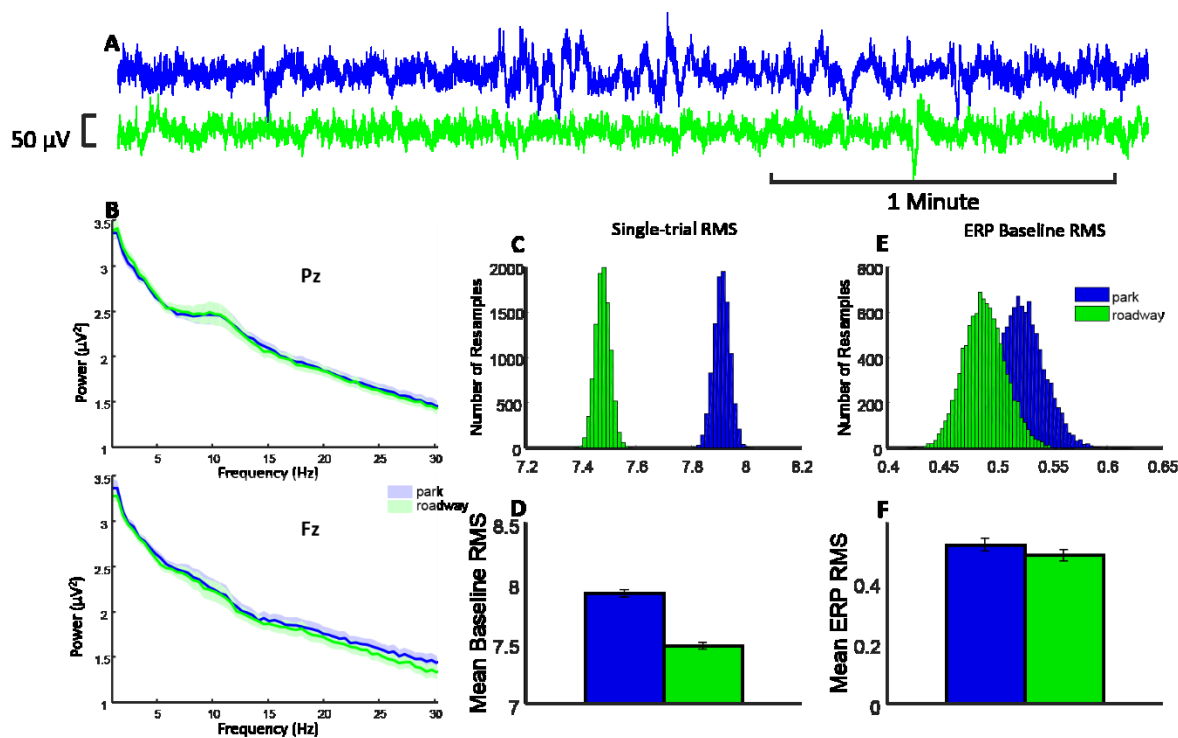 A
50 µV
1 Minute
B
Pz
Power (µV²)
3.5
3
2.5
2
1.5
1
5 10 15 20 25 30
Frequency (Hz)
Fz
park
roadway
Power (µV²)
3.5
3
2.5
2
1.5
1
5 10 15 20 25 30
Frequency (Hz)
C
Single-trial RMS
Number of Resamples
2000
1500
1000
500
0
7.2 7.4 7.6 7.8 8 8.2
E
ERP Baseline RMS
park
roadway
Number of Resamples
800
600
400
200
0
0.4 0.45 0.5 0.55 0.6 0.65
D
Mean Baseline RMS
8.5
8
7.5
7
F
Mean ERP RMS
0.4
0.2
0